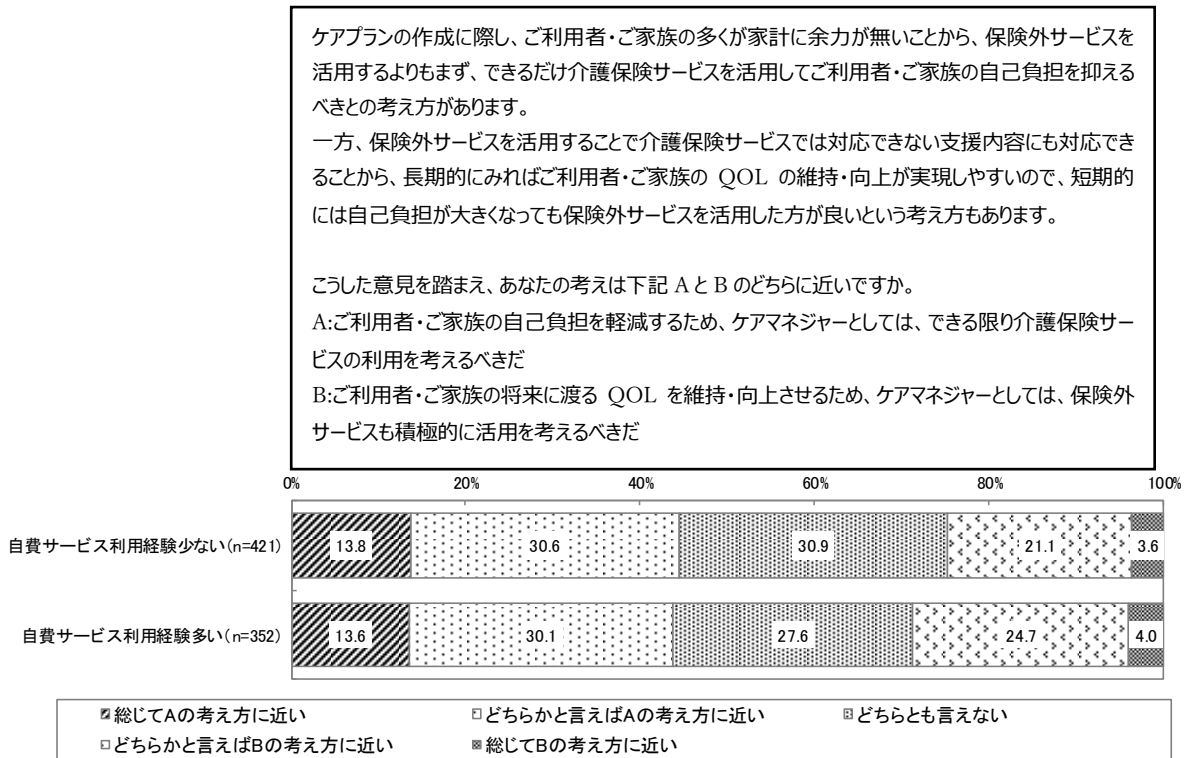 ケアプランの作成に際し、ご利用者・ご家族の多くが家計に余力が無いことから、保険外サービスを
活用するよりもまず、できるだけ介護保険サービスを活用してご利用者・ご家族の自己負担を抑える
べきとの考え方があります。
一方、保険外サービスを活用することで介護保険サービスでは対応できない支援内容にも対応でき
ることから、長期的にみればご利用者・ご家族の QOL の維持・向上が実現しやすいので、短期的
には自己負担が大きくなっても保険外サービスを活用した方が良いという考え方もあります。
こうした意見を踏まえ、あなたの考えは下記 A と B のどちらに近いですか。
A:ご利用者・ご家族の自己負担を軽減するため、ケアマネジャーとしては、できる限り介護保険サー
ビスの利用を考えるべきだ
B:ご利用者・ご家族の将来に渡る QOL を維持・向上させるため、ケアマネジャーとしては、保険外
サービスも積極的に活用を考えるべきだ
0% 20% 40% 60% 80% 100%
自費サービス利用経験少ない(n=421) 13.8 30.6 30.9 21.1 3.6
自費サービス利用経験多い(n=352) 13.6 30.1 27.6 24.7 4.0
総じてAの考え方に近い どちらかと言えばAの考え方に近い どちらとも言えない
どちらかと言えばBの考え方に近い 総じてBの考え方に近い